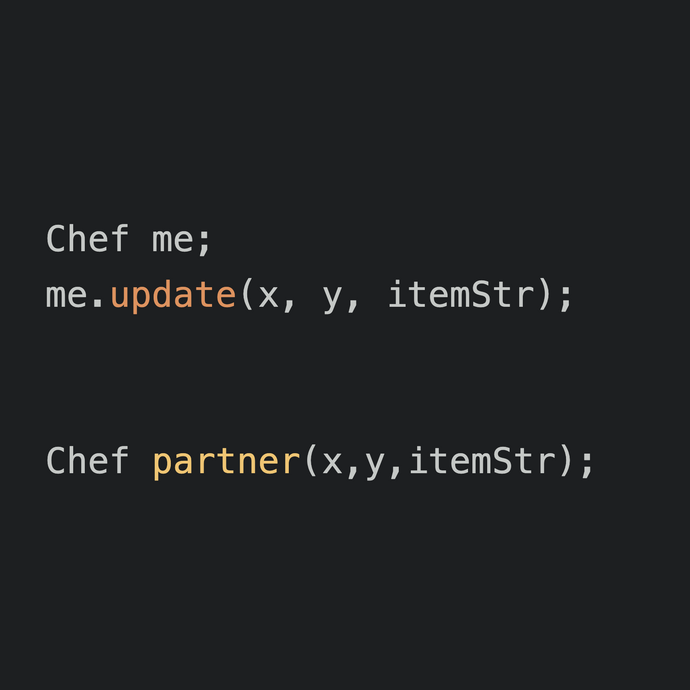 Chef me;
me.update(x, y, itemStr);
Chef partner(x,y,itemStr);